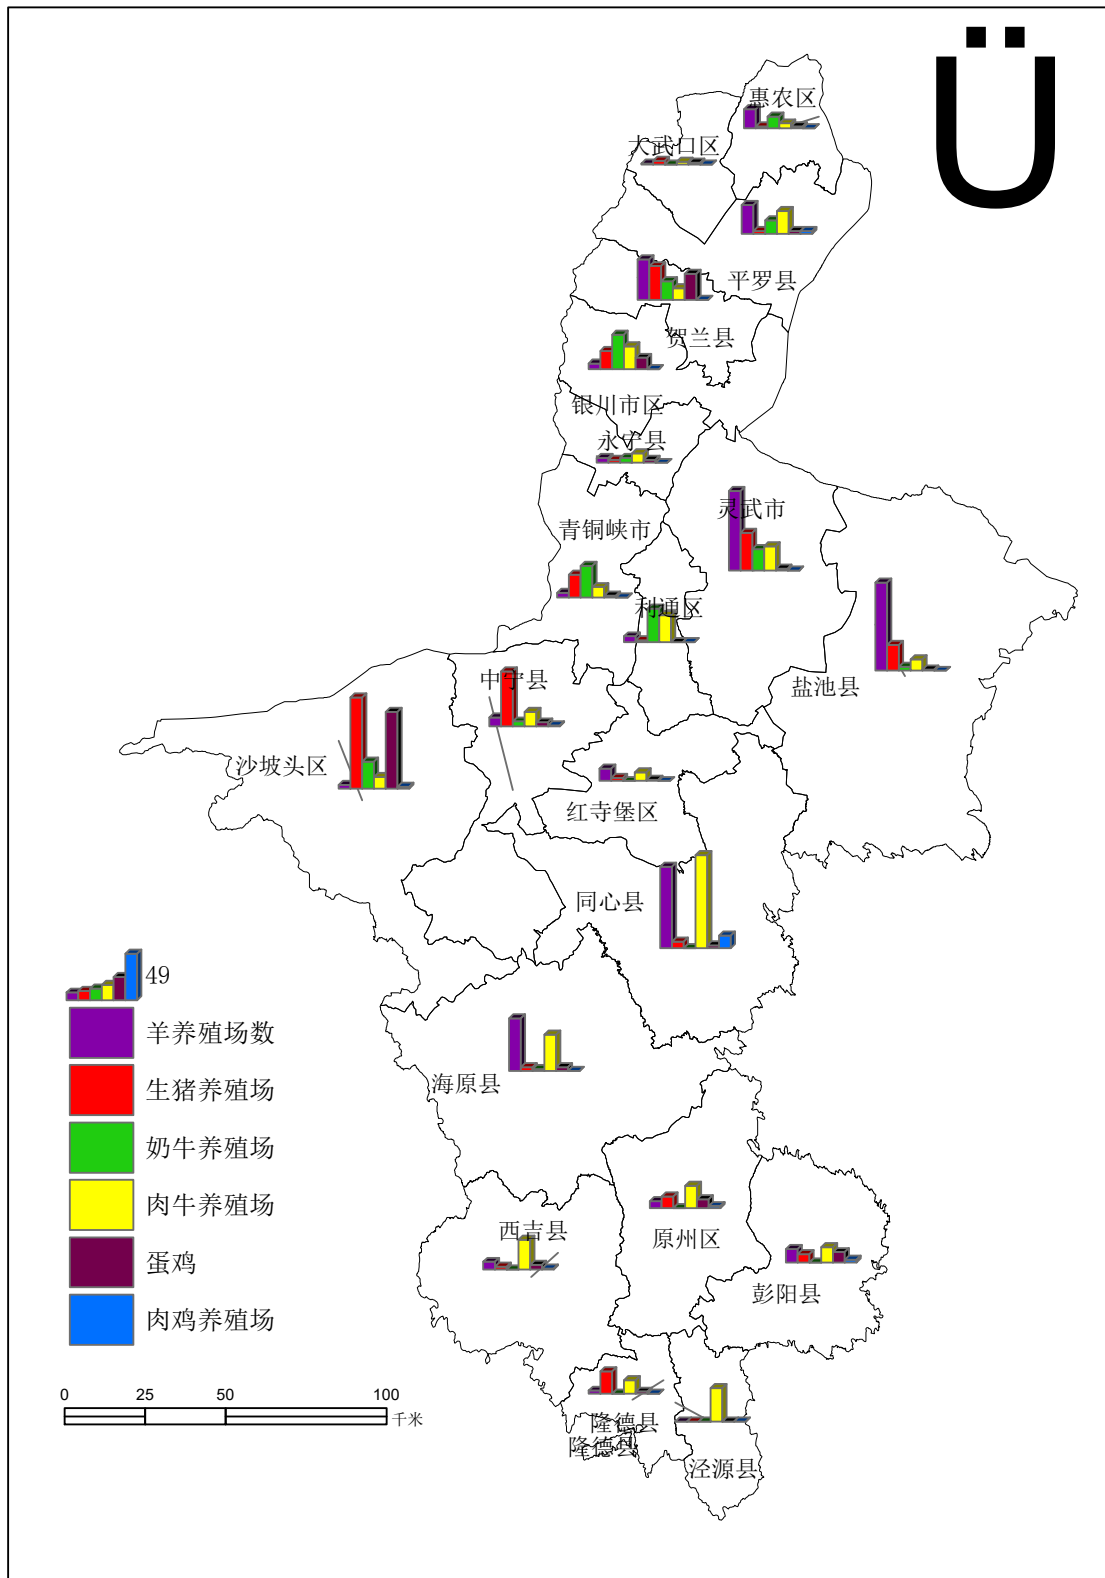 Ü
惠农区
大武口区
平罗县
贺兰县
银川市区
永宁县
灵武市
青铜峡市
利通区
中宁县
盐池县
沙坡头区
红寺堡区
同心县
49
羊养殖场数
海原县
生猪养殖场
奶牛养殖场
肉牛养殖场
西吉县
原州区
蛋鸡
彭阳县
肉鸡养殖场
0 25 50 100
千米
隆德县
隆德县
泾源县